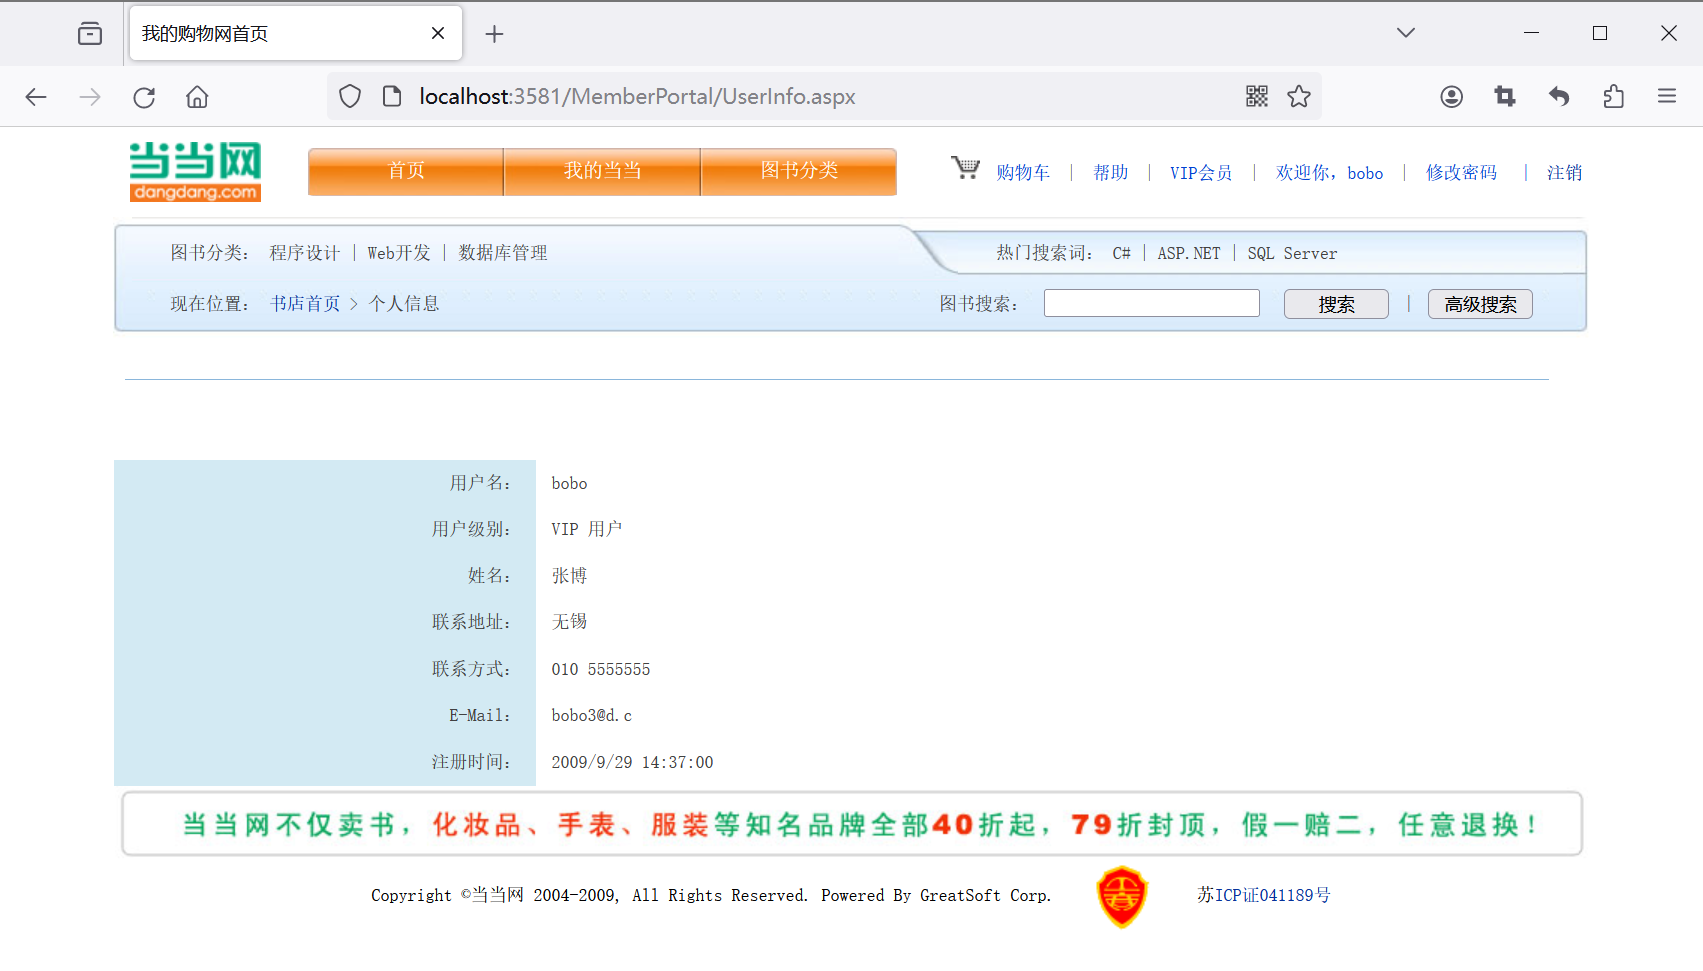 我的购物网首页
localhost:3581/MemberPortal/UserInfo.aspx
当当网
dangdang.com
首页 我的当当 图书分类
购物车 | 帮助 | VIP会员 | 欢迎你，bobo | 修改密码 | 注销
图书分类： 程序设计 | Web开发 | 数据库管理
热门搜索词： C# | ASP.NET | SQL Server
现在位置： 书店首页 > 个人信息
图书搜索： 搜索 | 高级搜索
用户名： bobo
用户级别： VIP 用户
姓名： 张博
联系地址： 无锡
联系方式： 010 5555555
E-Mail： bobo3@d.c
注册时间： 2009/9/29 14:37:00
当当网不仅卖书，化妆品、手表、服装等知名品牌全部40折起，79折封顶，假一赔二，任意退换！
Copyright ©当当网 2004-2009, All Rights Reserved. Powered By GreatSoft Corp. 苏ICP证041189号